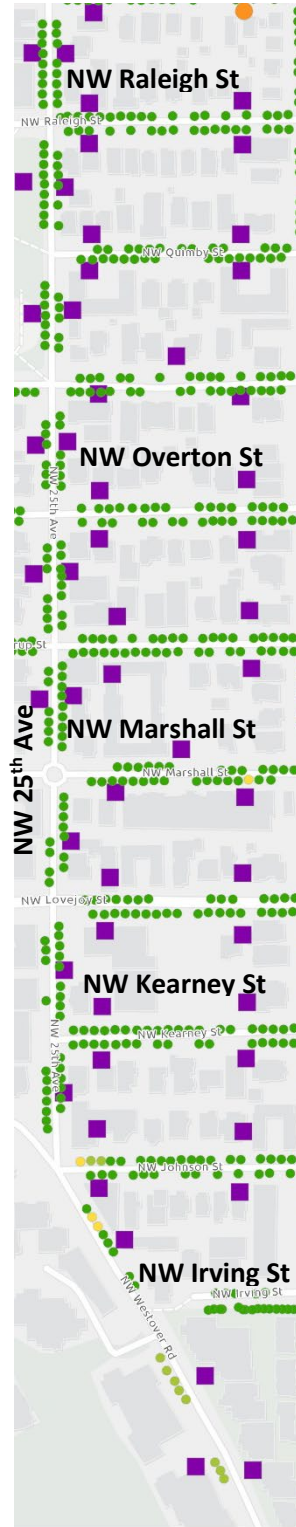 NW Raleigh St
NW Raleigh St
NW Quimby St
NW Overton St
NW 25th Ave
rup St
NW Marshall St
NW 25th Ave
NW Marshall St
NW Lovejoy St
NW Kearney St
NW Kearney St
NW 25th Ave
NW Johnson St
NW Irving St
NW Irving St
NW Westover Rd